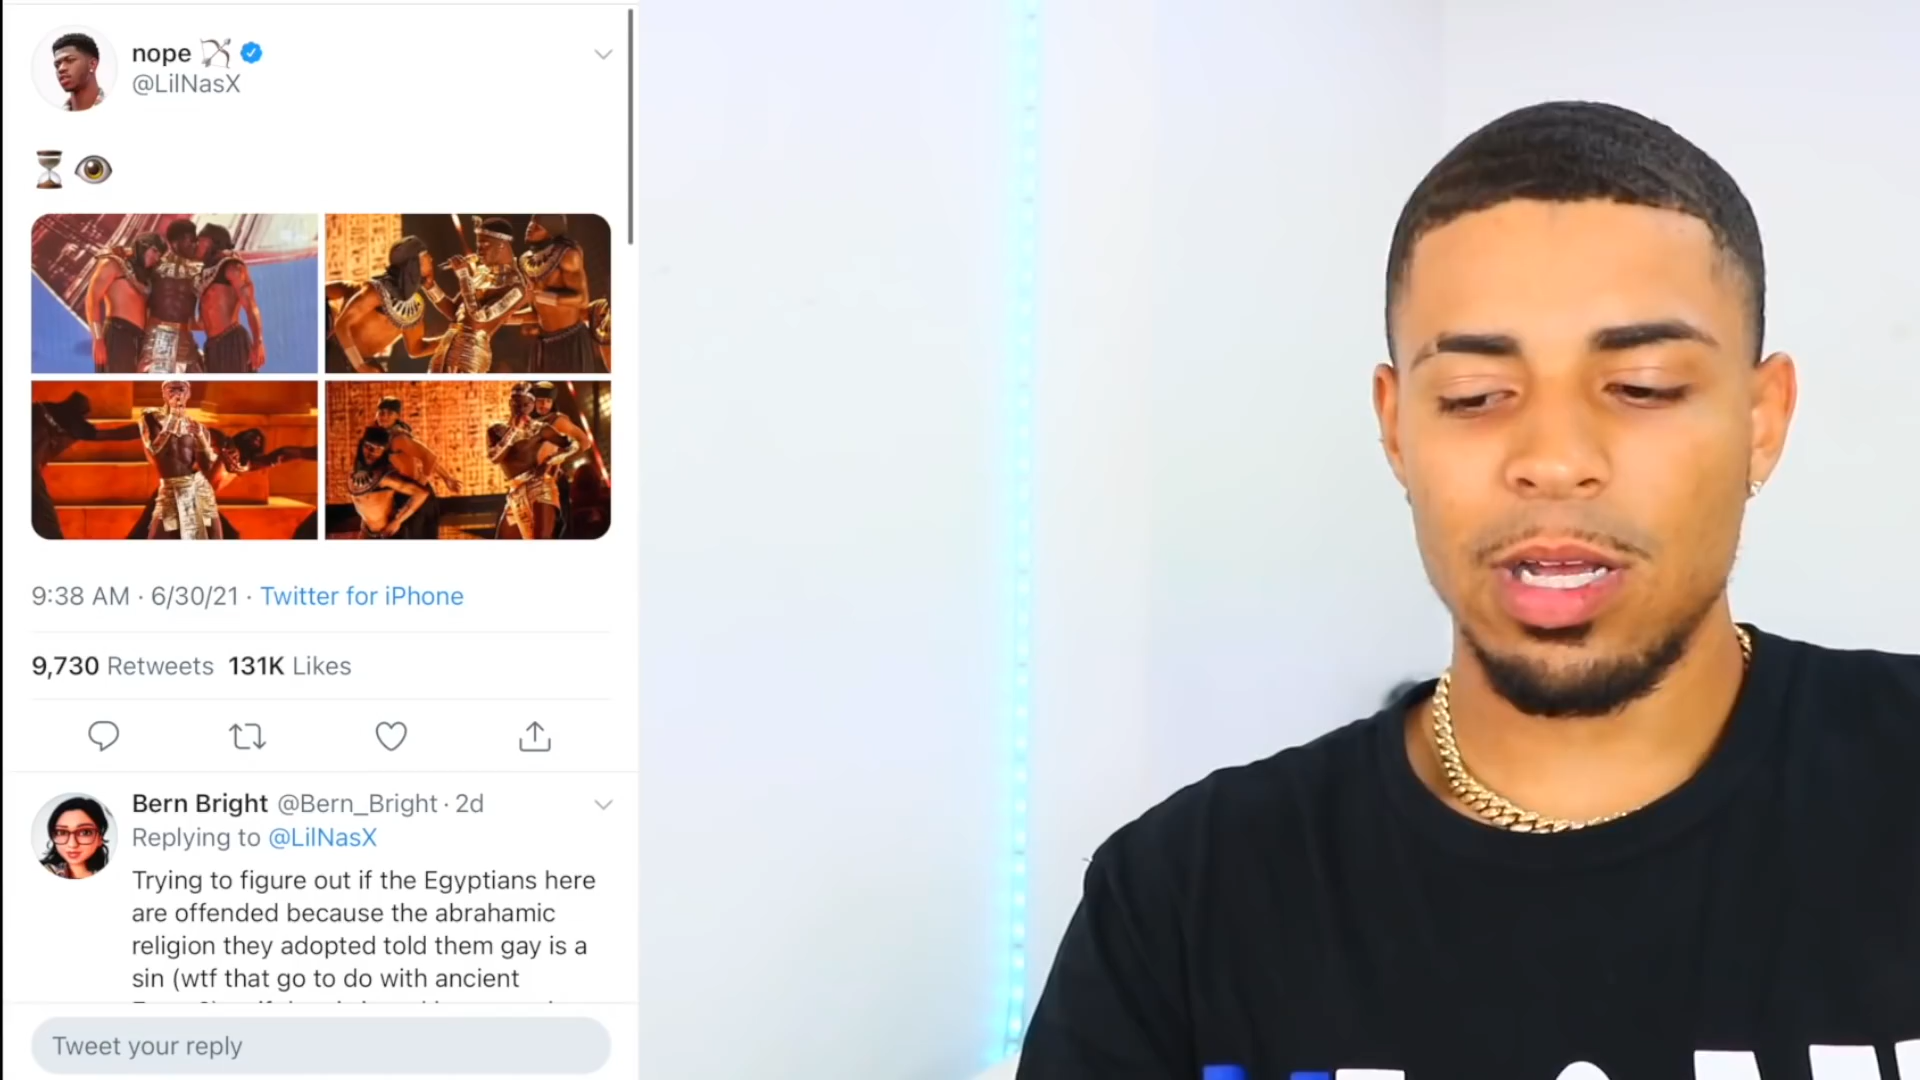 nope
@LilNasX
9:38 AM · 6/30/21 · Twitter for iPhone
9,730 Retweets 131K Likes
Bern Bright @Bern_Bright · 2d
Replying to @LilNasX
Trying to figure out if the Egyptians here
are offended because the abrahamic
religion they adopted told them gay is a
sin (wtf that go to do with ancient
Tweet your reply